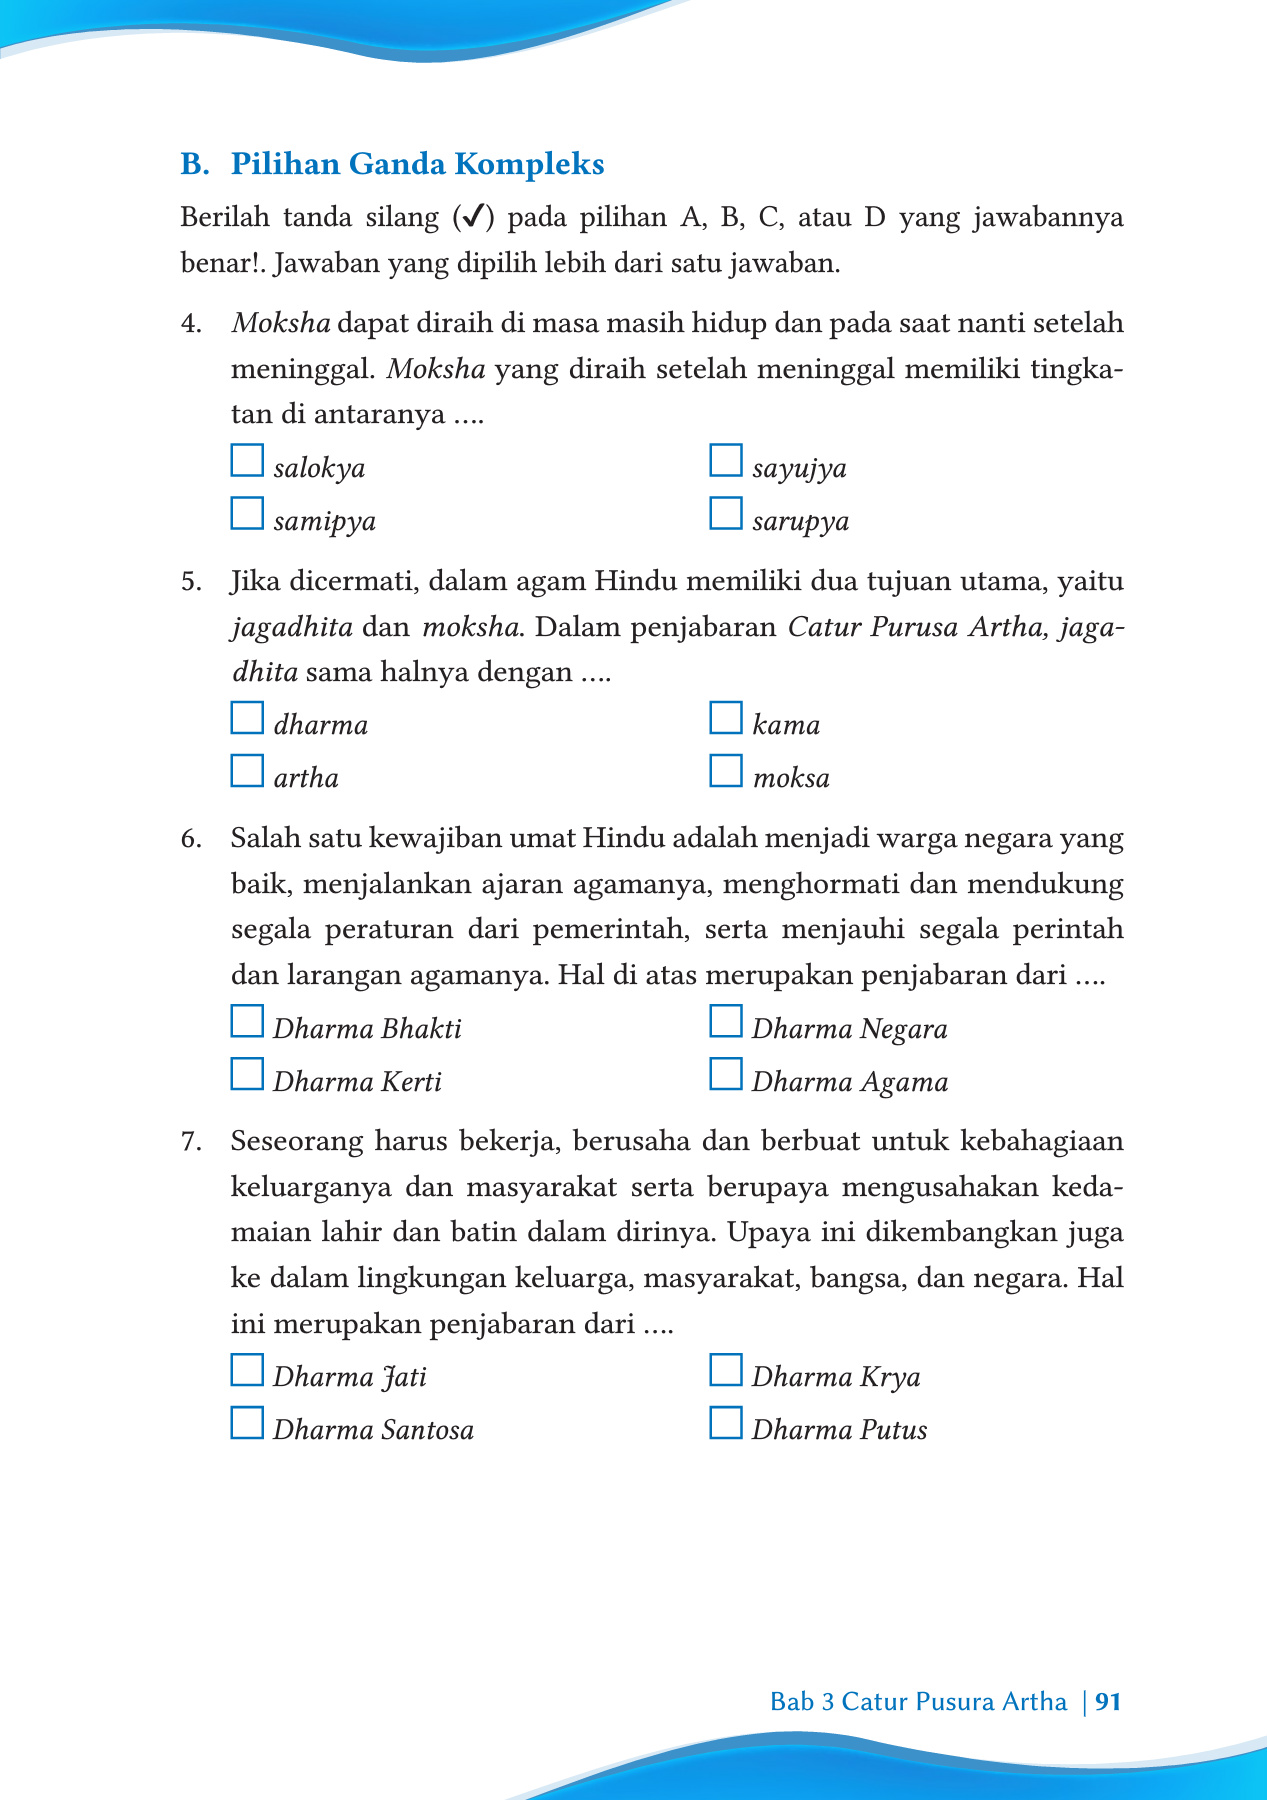 B. Pilihan Ganda Kompleks
Berilah tanda silang (✔) pada pilihan A, B, C, atau D yang jawabannya
benar!. Jawaban yang dipilih lebih dari satu jawaban.
4. Moksha dapat diraih di masa masih hidup dan pada saat nanti setelah
meninggal. Moksha yang diraih setelah meninggal memiliki tingka-
tan di antaranya ….
salokya
sayujya
samipya
sarupya
5. Jika dicermati, dalam agam Hindu memiliki dua tujuan utama, yaitu
jagadhita dan moksha. Dalam penjabaran Catur Purusa Artha, jaga-
dhita sama halnya dengan ….
dharma
kama
artha
moksa
6. Salah satu kewajiban umat Hindu adalah menjadi warga negara yang
baik, menjalankan ajaran agamanya, menghormati dan mendukung
segala peraturan dari pemerintah, serta menjauhi segala perintah
dan larangan agamanya. Hal di atas merupakan penjabaran dari ….
Dharma Bhakti
Dharma Negara
Dharma Kerti
Dharma Agama
7. Seseorang harus bekerja, berusaha dan berbuat untuk kebahagiaan
keluarganya dan masyarakat serta berupaya mengusahakan keda-
maian lahir dan batin dalam dirinya. Upaya ini dikembangkan juga
ke dalam lingkungan keluarga, masyarakat, bangsa, dan negara. Hal
ini merupakan penjabaran dari ….
Dharma Jati
Dharma Krya
Dharma Santosa
Dharma Putus
Bab 3 Catur Pusura Artha | 91